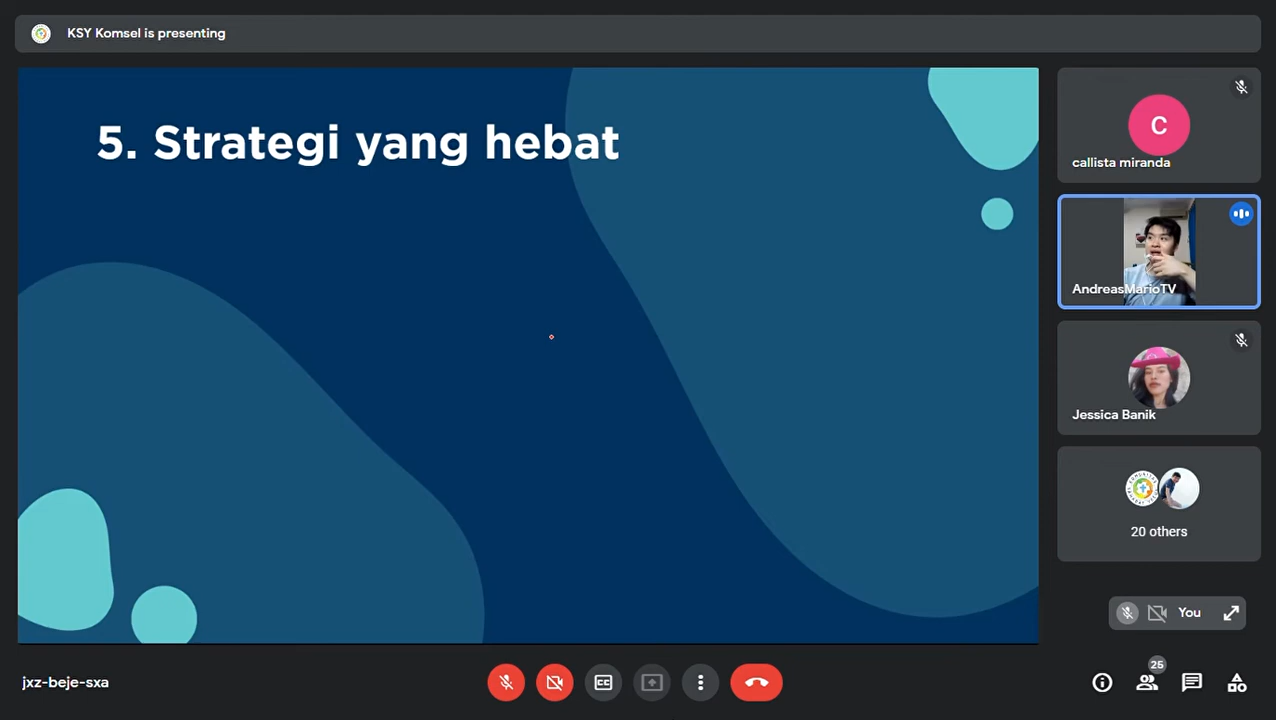 KSY Komsel is presenting
5. Strategi yang hebat
C
callista miranda
AndreasMarioTV
Jessica Banik
20 others
You
jxz-beje-sxa
CC
25